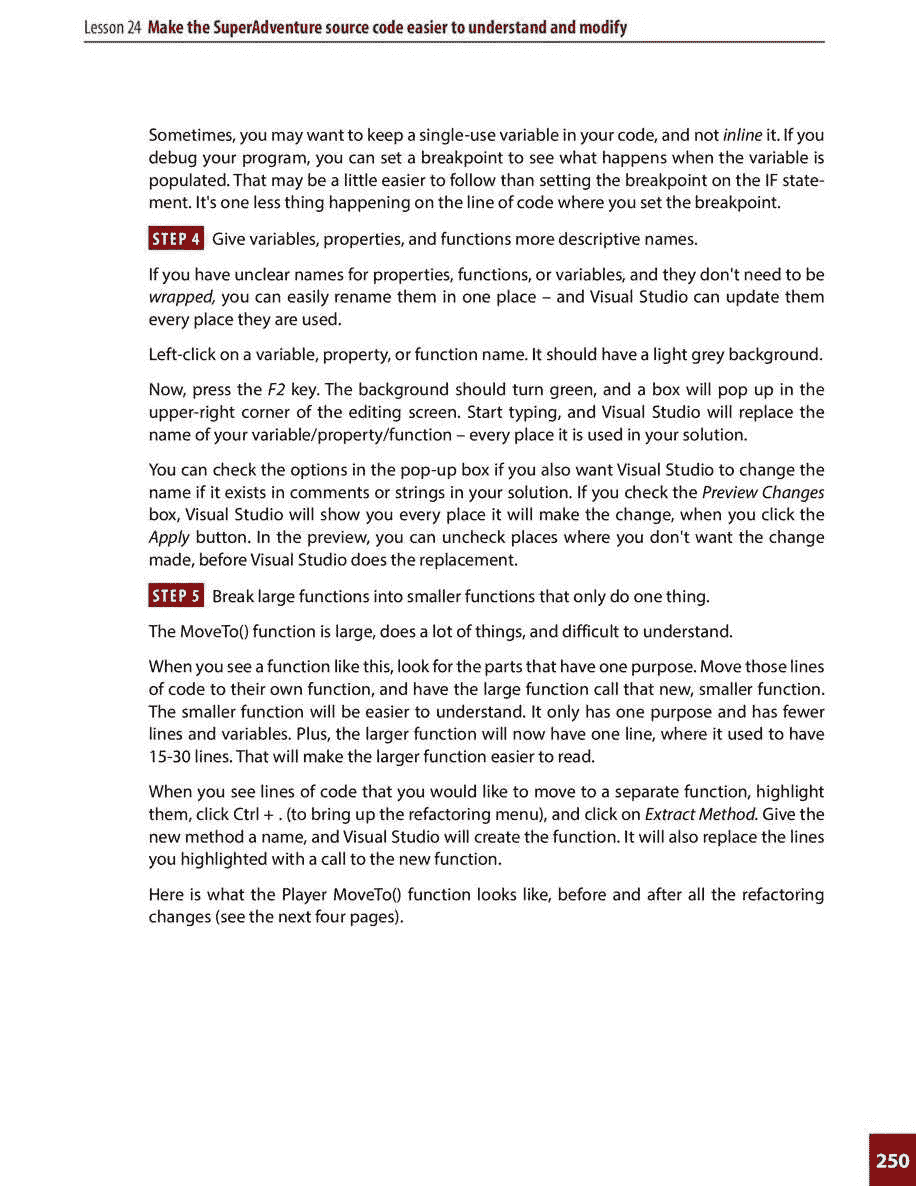 Lesson 24 Make the SuperAdventure source code easier to understand and modify
Sometimes, you may want to keep a single-use variable in your code, and not inline it. If you
debug your program, you can set a breakpoint to see what happens when the variable is
populated. That may be a little easier to follow than setting the breakpoint on the IF state-
ment. It's one less thing happening on the line of code where you set the breakpoint.
STEP 4 Give variables, properties, and functions more descriptive names.
If you have unclear names for properties, functions, or variables, and they don't need to be
wrapped, you can easily rename them in one place – and Visual Studio can update them
every place they are used.
Left-click on a variable, property, or function name. It should have a light grey background.
Now, press the F2 key. The background should turn green, and a box will pop up in the
upper-right corner of the editing screen. Start typing, and Visual Studio will replace the
name of your variable/property/function – every place it is used in your solution.
You can check the options in the pop-up box if you also want Visual Studio to change the
name if it exists in comments or strings in your solution. If you check the Preview Changes
box, Visual Studio will show you every place it will make the change, when you click the
Apply button. In the preview, you can uncheck places where you don't want the change
made, before Visual Studio does the replacement.
STEP 5 Break large functions into smaller functions that only do one thing.
The MoveTo() function is large, does a lot of things, and difficult to understand.
When you see a function like this, look for the parts that have one purpose. Move those lines
of code to their own function, and have the large function call that new, smaller function.
The smaller function will be easier to understand. It only has one purpose and has fewer
lines and variables. Plus, the larger function will now have one line, where it used to have
15-30 lines. That will make the larger function easier to read.
When you see lines of code that you would like to move to a separate function, highlight
them, click Ctrl + . (to bring up the refactoring menu), and click on Extract Method. Give the
new method a name, and Visual Studio will create the function. It will also replace the lines
you highlighted with a call to the new function.
Here is what the Player MoveTo() function looks like, before and after all the refactoring
changes (see the next four pages).
250